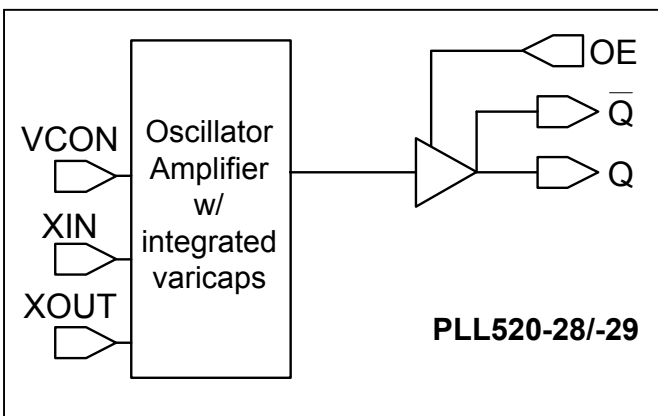 OE
Q̅
VCON
Oscillator
Amplifier
w/
integrated
varicaps
Q
XIN
XOUT
PLL520-28/-29